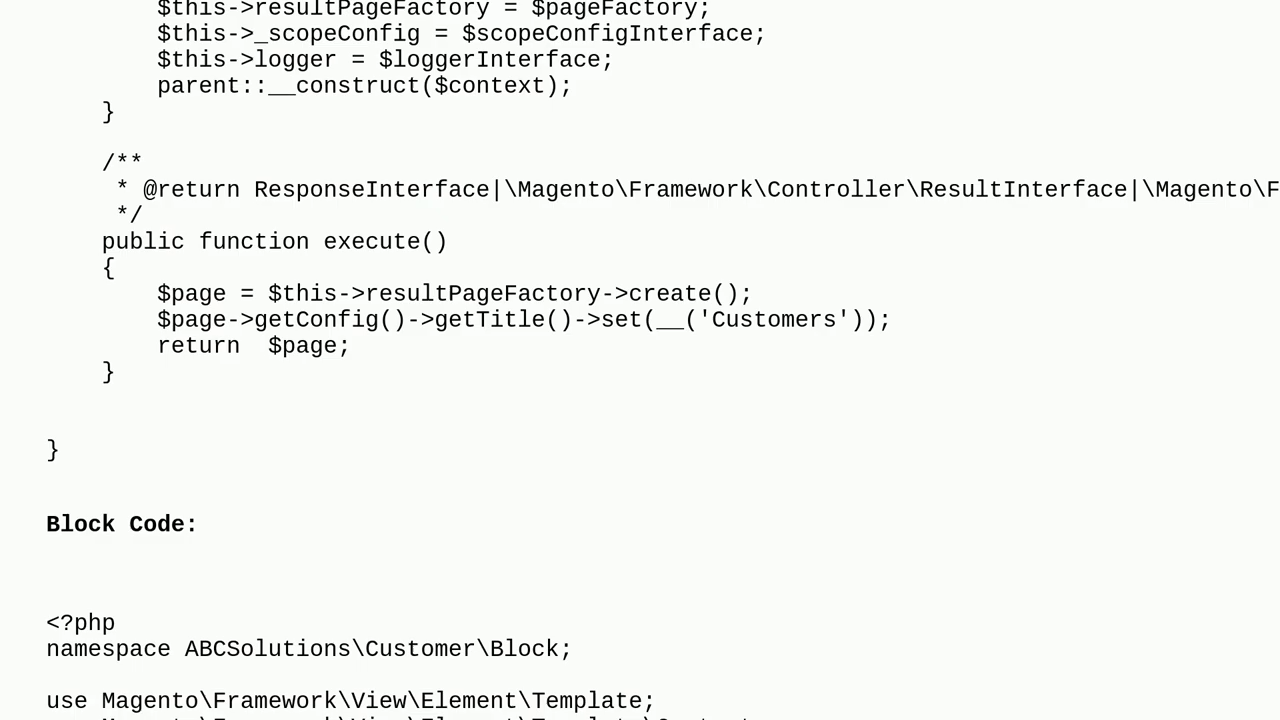 $this->resultPageFactory = $pageFactory;
$this->_scopeConfig = $scopeConfigInterface;
$this->logger = $loggerInterface;
parent::__construct($context);
}
/**
* @return ResponseInterface|\Magento\Framework\Controller\ResultInterface|\Magento\F
*/
public function execute()
{
$page = $this->resultPageFactory->create();
$page->getConfig()->getTitle()->set(__('Customers'));
return  $page;
}
}
Block Code:
<?php
namespace ABCSolutions\Customer\Block;
use Magento\Framework\View\Element\Template;